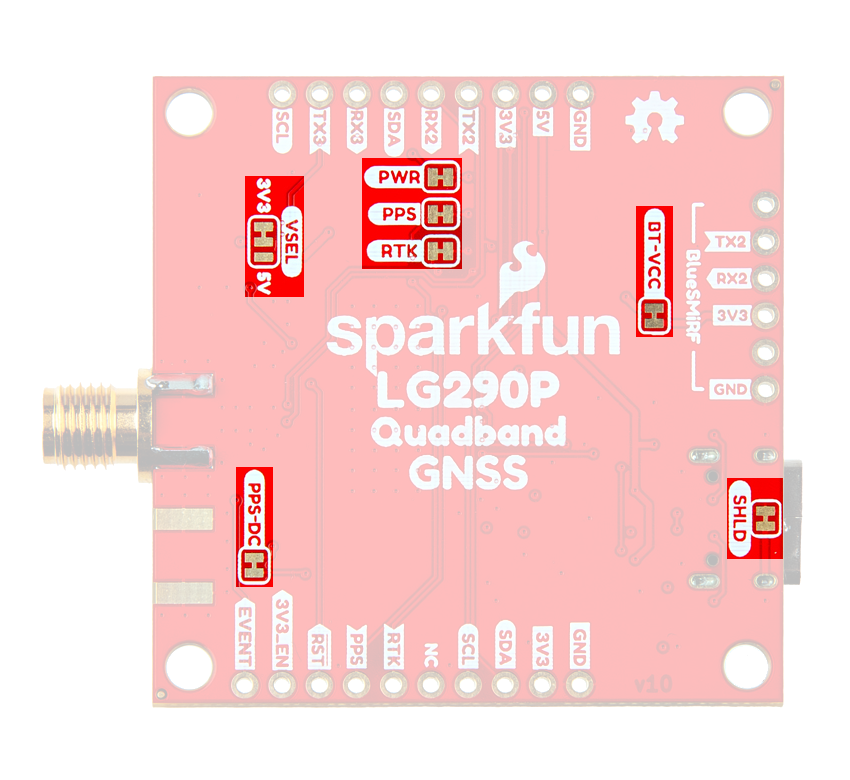 SCL
TX3
RX3
SDA
RX2
TX2
3V3
5V
GND
3V3
VSEL
5V
PWR
PPS
RTK
BT-VCC
BlueSMiRF
TX2
RX2
3V3
GND
sparkfun
LG290P
Quadband
GNSS
PPS-DC
SHLD
EVENT
3V3_EN
RST
PPS
RTK
NC
SCL
SDA
3V3
GND
v10